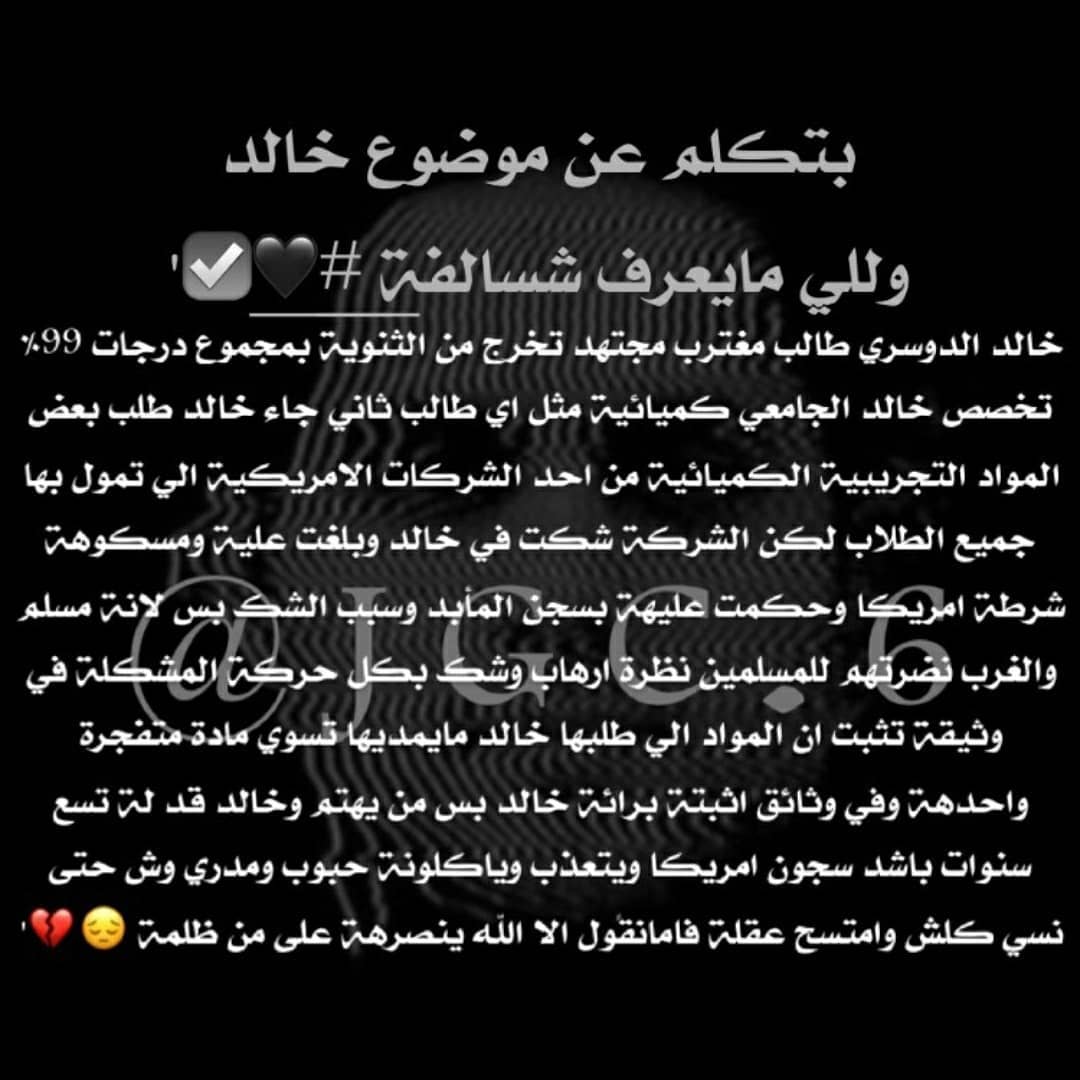 بتكلم عن موضوع خالد
وللي مايعرف شسالفة #🖤☑️'
خالد الدوسري طالب مغترب مجتهد تخرج من الثنوية بمجموع درجات 99٪
تخصص خالد الجامعي كميائية مثل اي طالب ثاني جاء خالد طلب بعض
المواد التجريبية الكميائية من احد الشركات الامريكية الي تمول بها
جميع الطلاب لكن الشركة شكت في خالد وبلغت علية ومسكوهة
شرطة امريكا وحكمت عليهة بسجن المأبد وسبب الشك بس لانة مسلم
والغرب نضرتهم للمسلمين نظرة ارهاب وشك بكل حركة المشكلة في
وثيقة تثبت ان المواد الي طلبها خالد مايمديها تسوي مادة متفجرة
واحدهة وفي وثائق اثبتة برائة خالد بس من يهتم وخالد قد لة تسع
سنوات باشد سجون امريكا ويتعذب وياكلونة حبوب ومدري وش حتى
نسي كلش وامتسح عقلة فامانقول الا الله ينصرهة على من ظلمة 😔💔'
@JGC.6